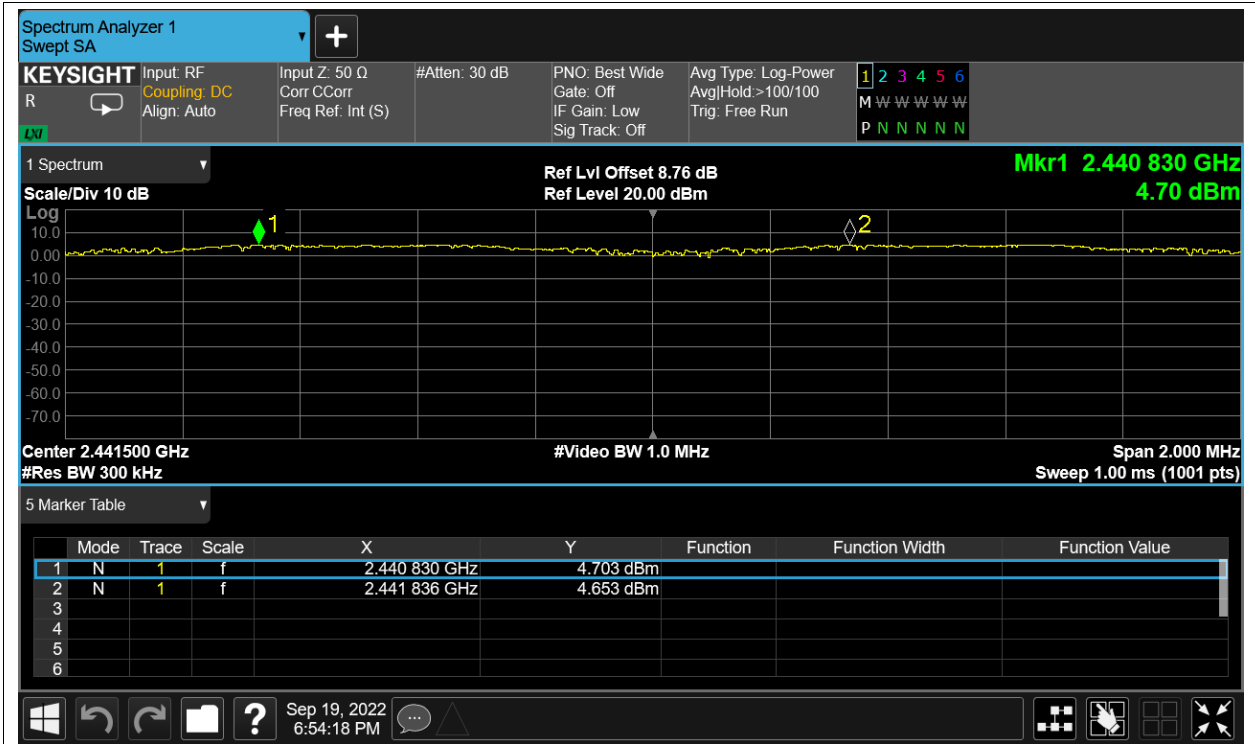 Spectrum Analyzer 1
Swept SA
KEYSIGHT
R
LXI
Input: RF
Coupling: DC
Align: Auto
Input Z: 50 Ω
Corr CCorr
Freq Ref: Int (S)
#Atten: 30 dB
PNO: Best Wide
Gate: Off
IF Gain: Low
Sig Track: Off
Avg Type: Log-Power
Avg|Hold:>100/100
Trig: Free Run
1 2 3 4 5 6
M W W W W W
P N N N N N
1 Spectrum
Scale/Div 10 dB
Ref Lvl Offset 8.76 dB
Ref Level 20.00 dBm
Mkr1 2.440 830 GHz
4.70 dBm
Log
10.0
0.00
-10.0
-20.0
-30.0
-40.0
-50.0
-60.0
-70.0
1
2
Center 2.441500 GHz
#Video BW 1.0 MHz
Span 2.000 MHz
#Res BW 300 kHz
Sweep 1.00 ms (1001 pts)
5 Marker Table
Mode Trace Scale X Y Function Function Width Function Value
1 N 1 f 2.440 830 GHz 4.703 dBm
2 N 1 f 2.441 836 GHz 4.653 dBm
3
4
5
6
?
Sep 19, 2022
6:54:18 PM